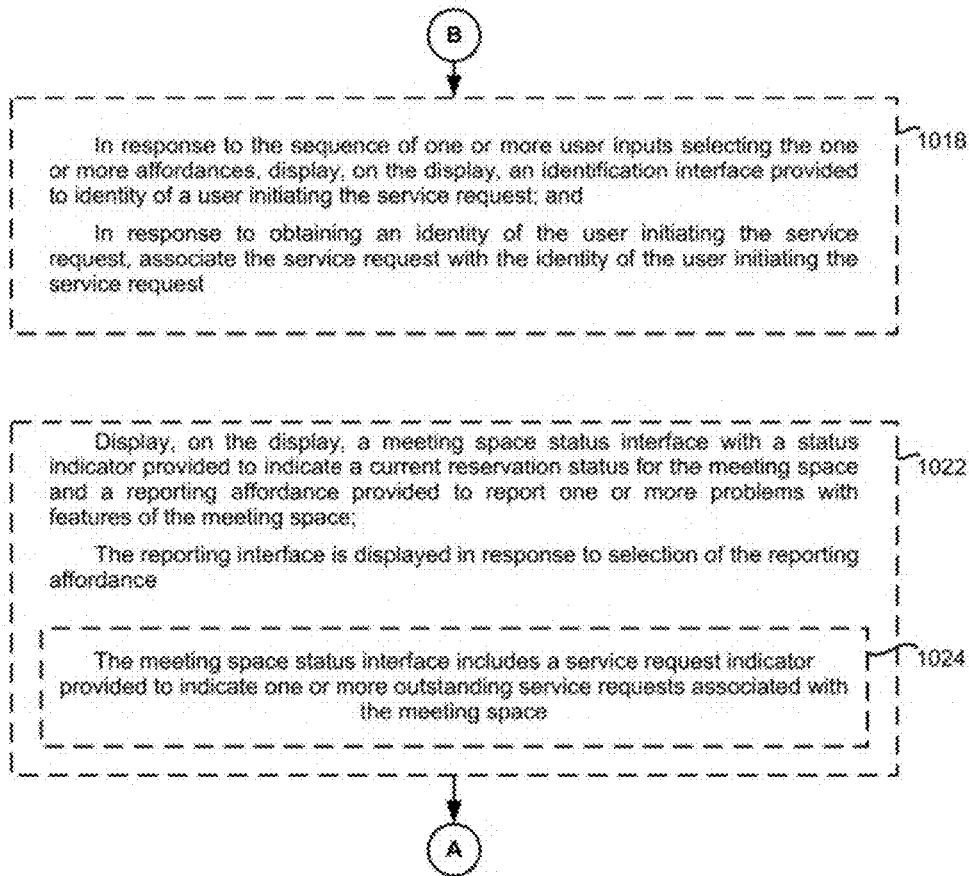 B
1018
In response to the sequence of one or more user inputs selecting the one
or more affordances, display, on the display, an identification interface provided
to identity of a user initiating the service request; and
In response to obtaining an identity of the user initiating the service
request, associate the service request with the identity of the user initiating the
service request
Display, on the display, a meeting space status interface with a status
indicator provided to indicate a current reservation status for the meeting space
and a reporting affordance provided to report one or more problems with
features of the meeting space;
1022
The reporting interface is displayed in response to selection of the reporting
affordance
The meeting space status interface includes a service request indicator
provided to indicate one or more outstanding service requests associated with
the meeting space
1024
A